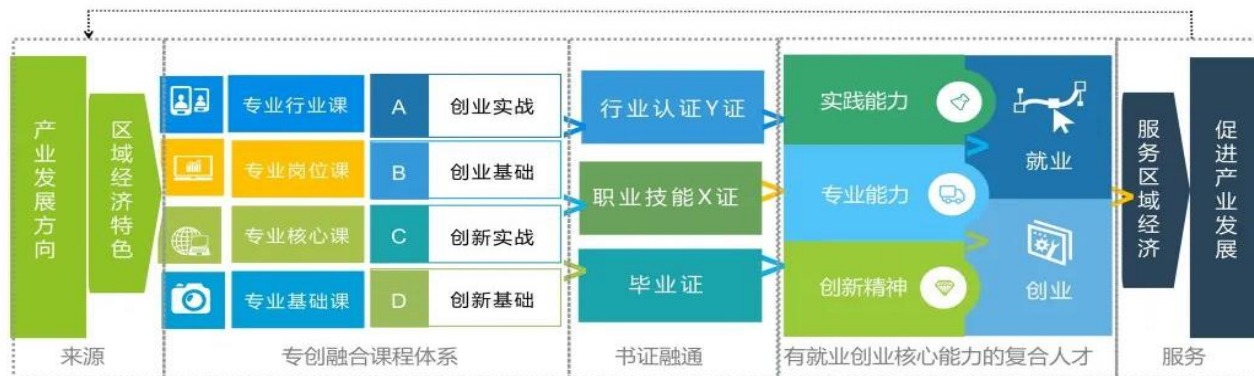 产业发展方向
区域经济特色
专业行业课
A
创业实战
专业岗位课
B
创业基础
专业核心课
C
创新实战
专业基础课
D
创新基础
行业认证Y证
职业技能X证
毕业证
实践能力
专业能力
创新精神
就业
创业
服务区域经济
促进产业发展
来源
专创融合课程体系
书证融通
有就业创业核心能力的复合人才
服务